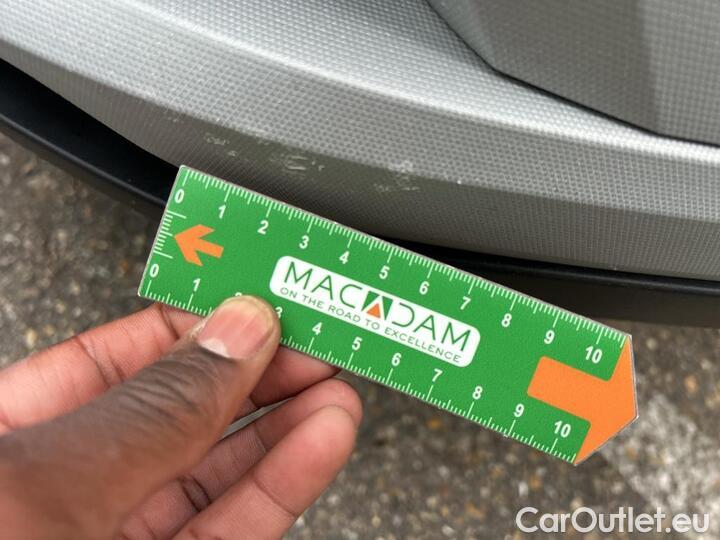 0 1 2 3 4 5 6 7 8 9 10
MACADAM
ON THE ROAD TO EXCELLENCE
0 1 2 3 4 5 6 7 8 9 10
CarOutlet.eu